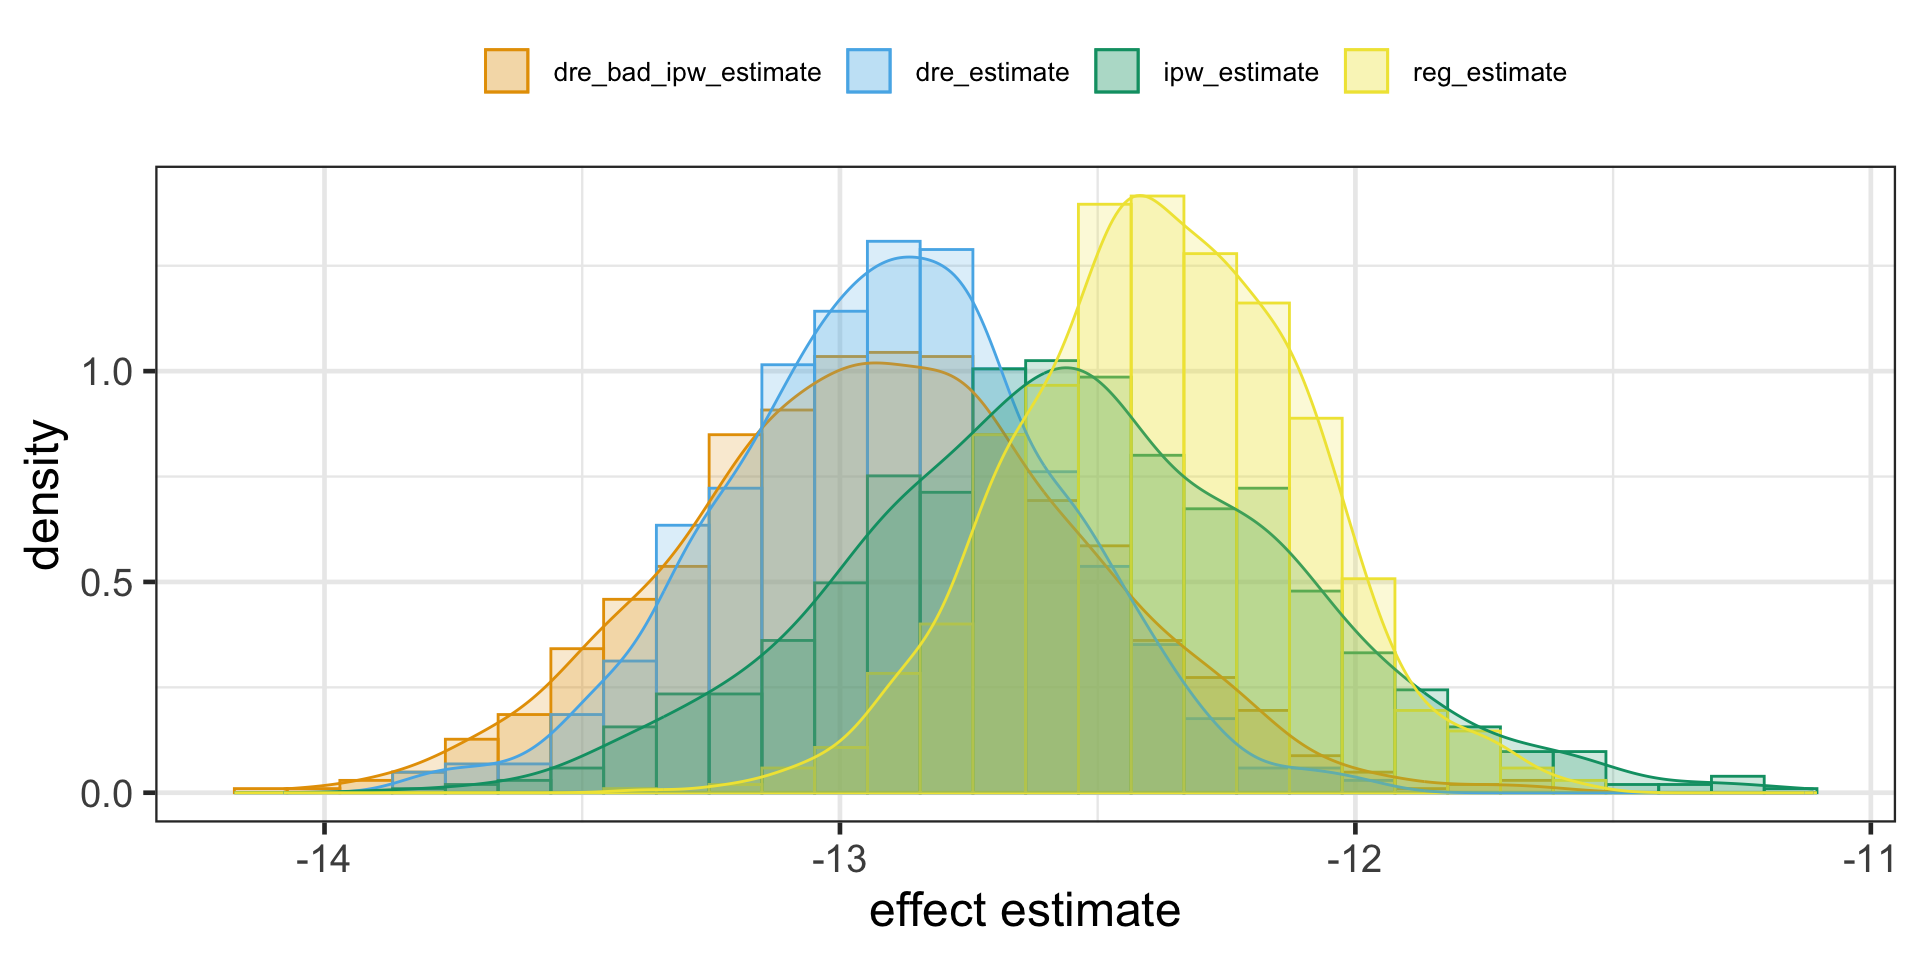 dre_bad_ipw_estimate dre_estimate ipw_estimate reg_estimate
density
1.0
0.5
0.0
-14 -13 -12 -11
effect estimate